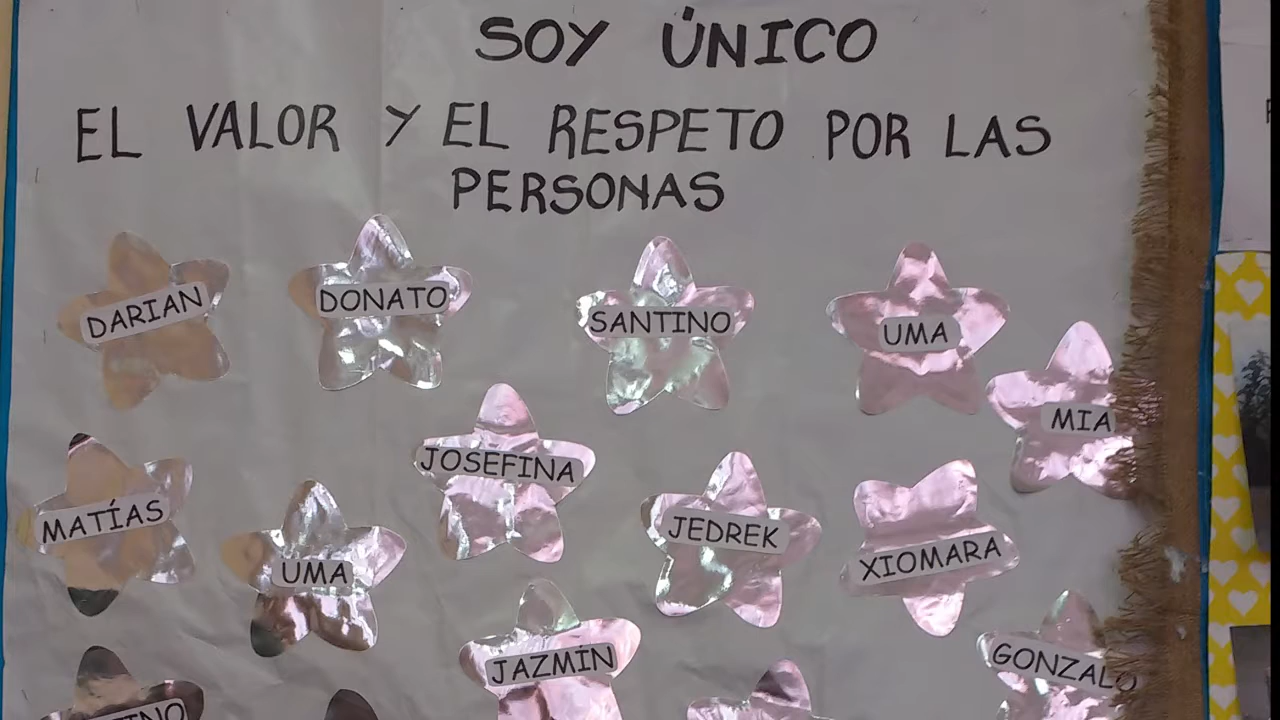 SOY ÚNICO
EL VALOR Y EL RESPETO POR LAS
PERSONAS
DARIAN
DONATO
SANTINO
UMA
MIA
JOSEFINA
MATÍAS
UMA
JEDREK
XIOMARA
JAZMÍN
GONZALO